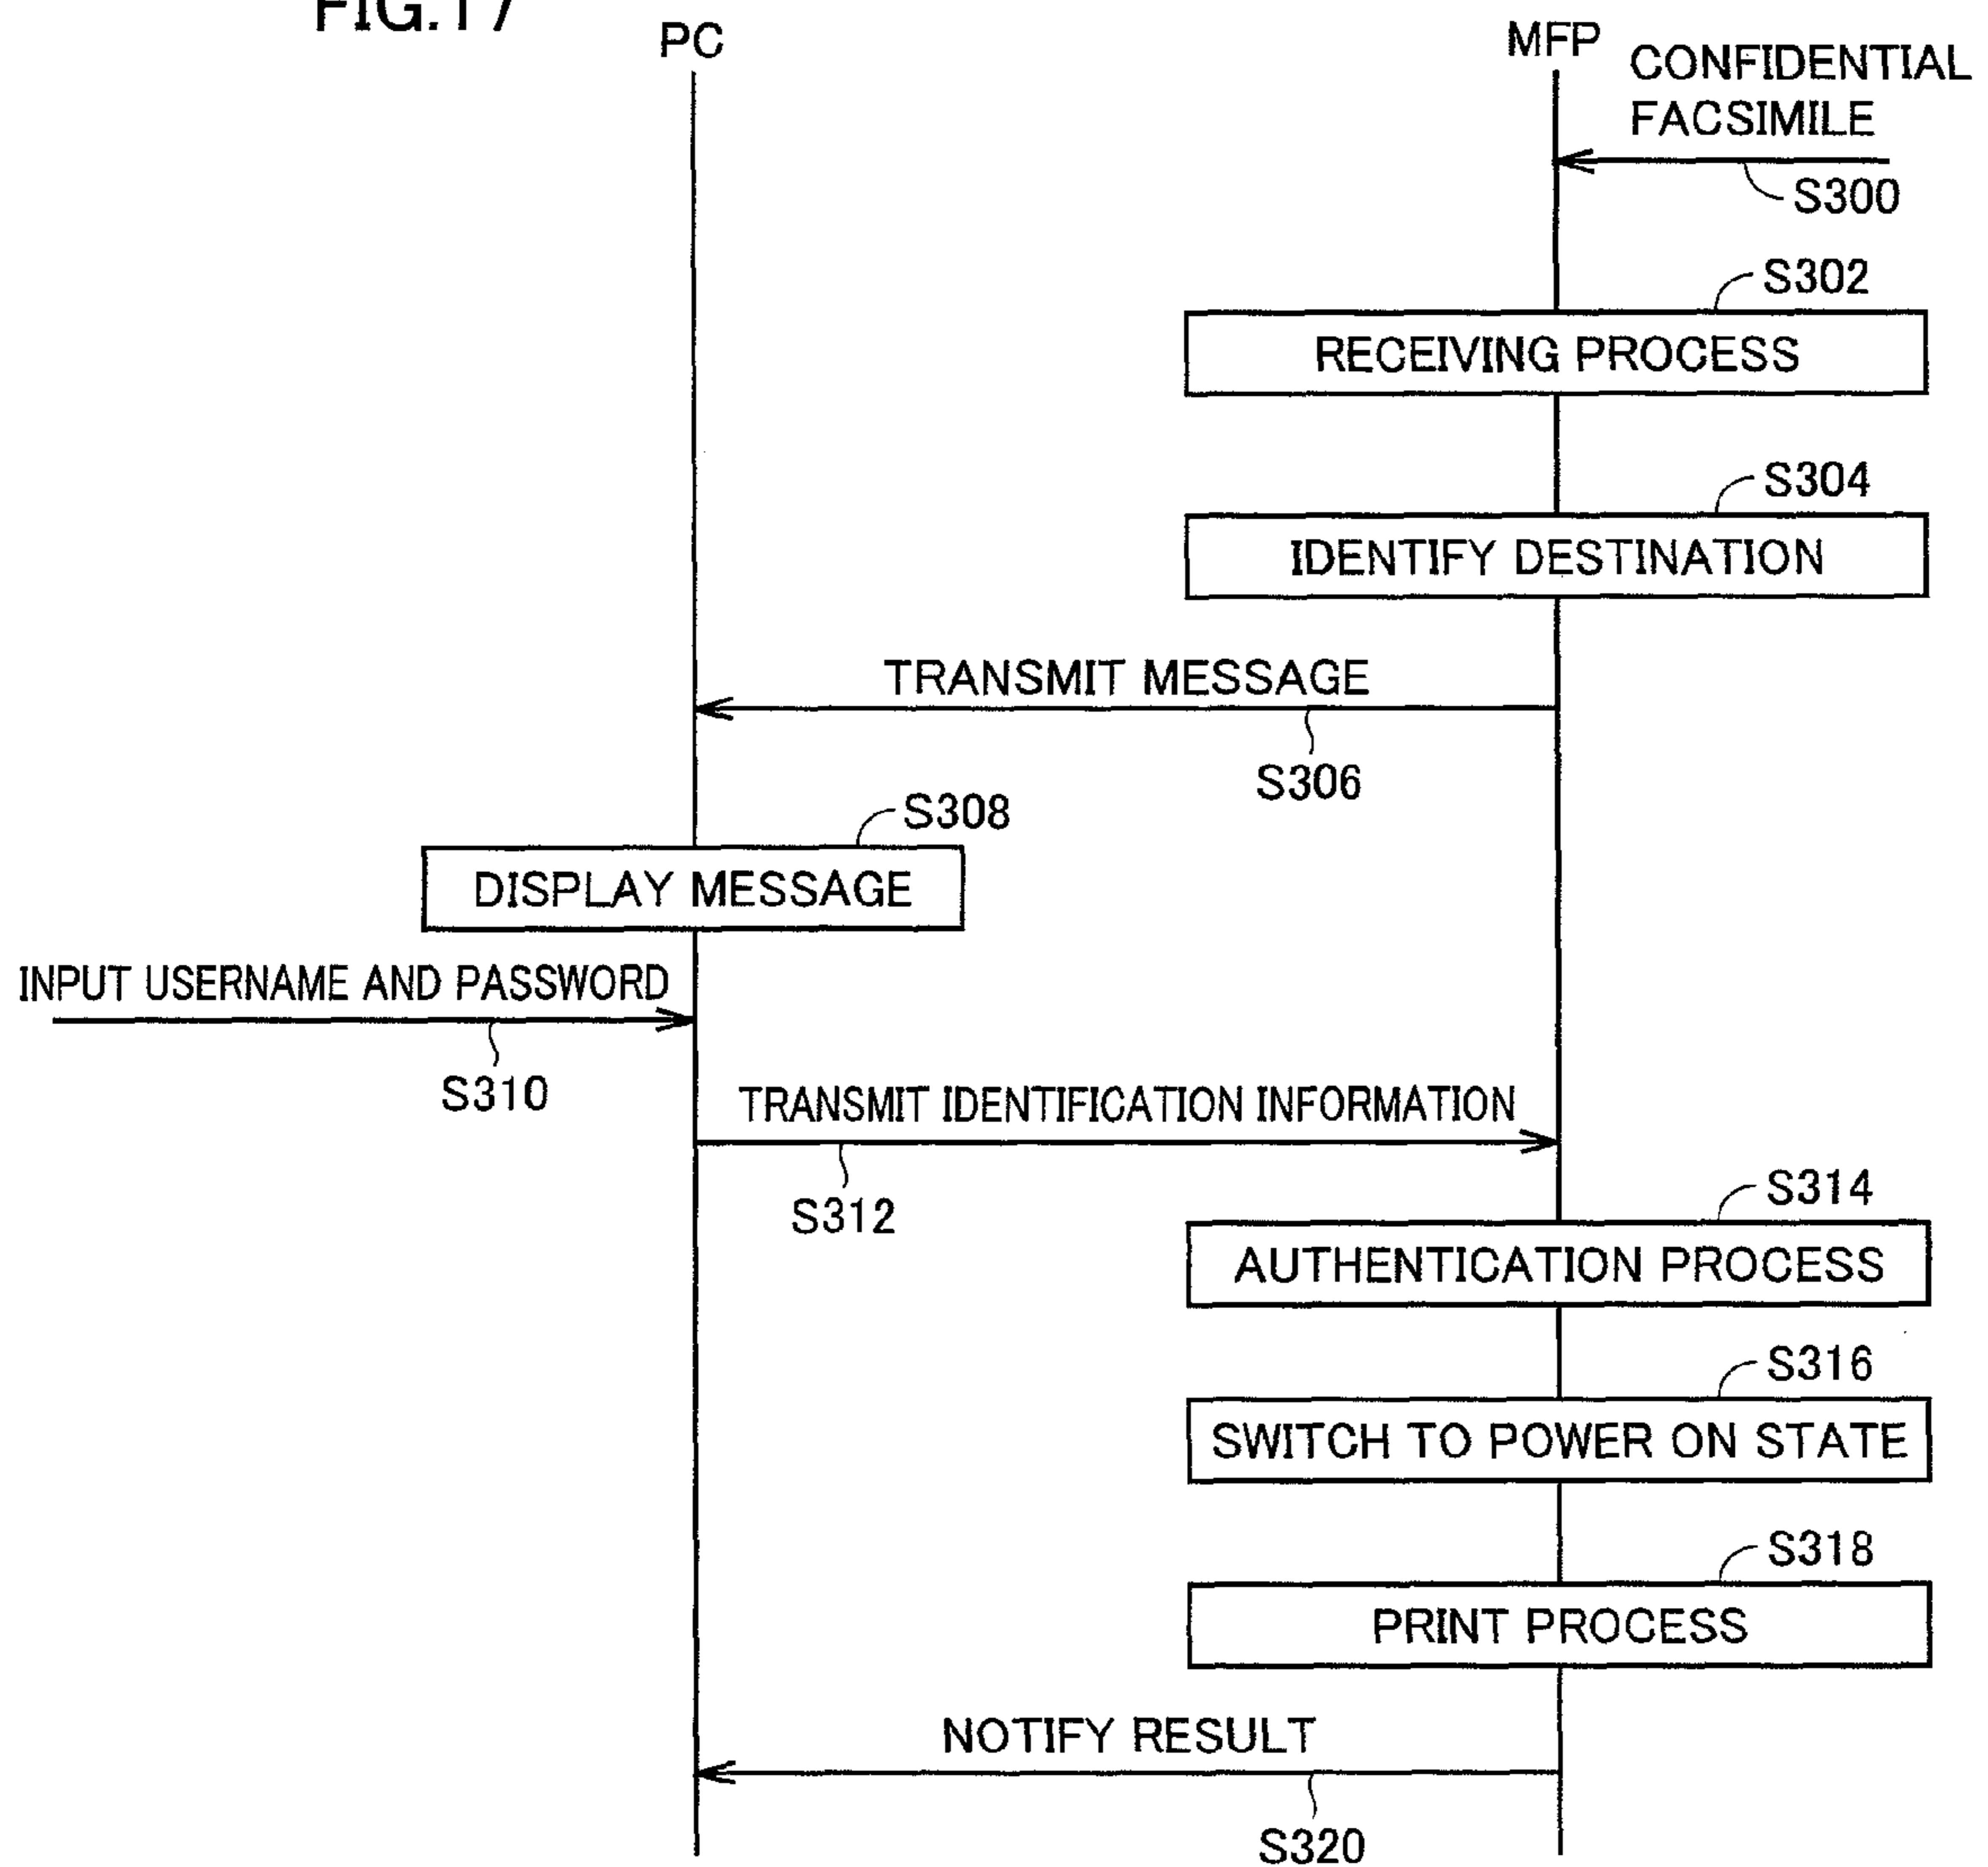 FIG.17
PC
MFP
CONFIDENTIAL
FACSIMILE
S300
S302
RECEIVING PROCESS
S304
IDENTIFY DESTINATION
TRANSMIT MESSAGE
S306
S308
DISPLAY MESSAGE
INPUT USERNAME AND PASSWORD
S310
TRANSMIT IDENTIFICATION INFORMATION
S312
S314
AUTHENTICATION PROCESS
S316
SWITCH TO POWER ON STATE
S318
PRINT PROCESS
NOTIFY RESULT
S320